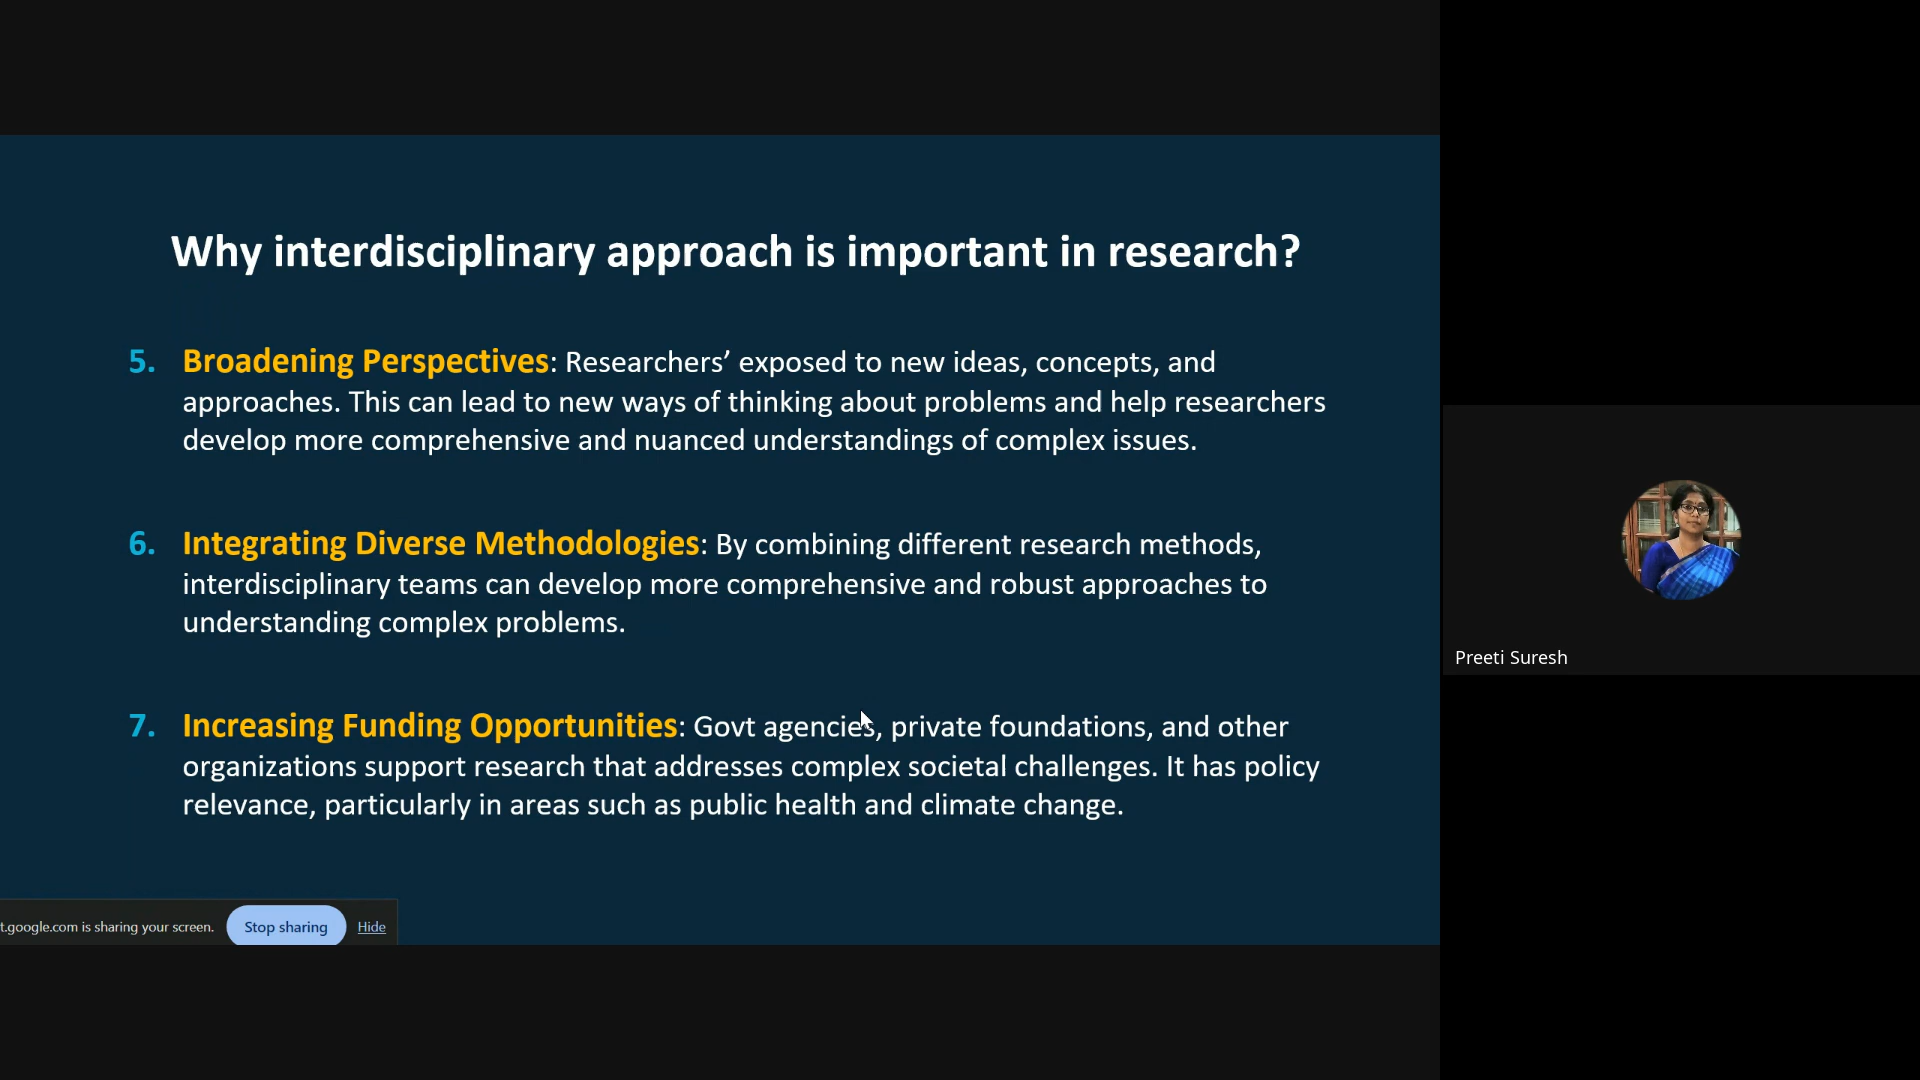 Why interdisciplinary approach is important in research?
5. Broadening Perspectives: Researchers’ exposed to new ideas, concepts, and
approaches. This can lead to new ways of thinking about problems and help researchers
develop more comprehensive and nuanced understandings of complex issues.
6. Integrating Diverse Methodologies: By combining different research methods,
interdisciplinary teams can develop more comprehensive and robust approaches to
understanding complex problems.
7. Increasing Funding Opportunities: Govt agencies, private foundations, and other
organizations support research that addresses complex societal challenges. It has policy
relevance, particularly in areas such as public health and climate change.
t.google.com is sharing your screen. Stop sharing Hide
Preeti Suresh